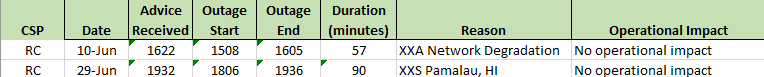 CSP Date Advice Received Outage Start Outage End Duration (minutes) Reason Operational Impact
RC 10-Jun 1622 1508 1605 57 XXA Network Degradation No operational impact
RC 29-Jun 1932 1806 1936 90 XXS Pamalau, HI No operational impact